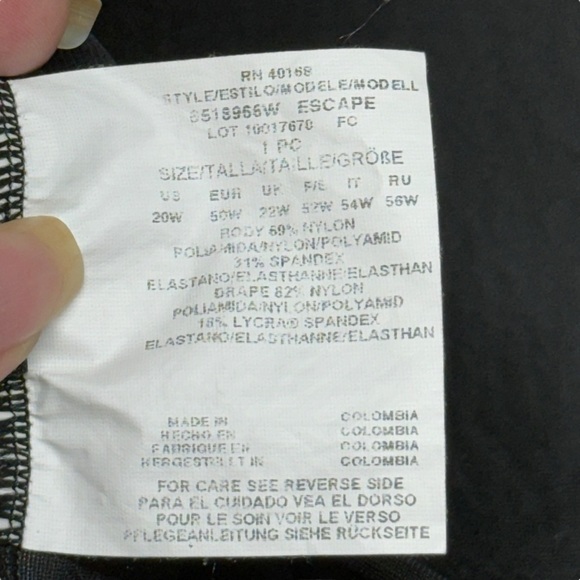 RN 40168
STYLE/ESTILO/MODELE/MODELL
6518966W ESCAPE
LOT 10017670 FC
1 PC
SIZE/TALLA/TAILLE/GRÖßE
US EUR UK F/E IT RU
20W 50W 22W 52W 54W 56W
BODY 69% NYLON
POLIAMIDA/NYLON/POLYAMID
31% SPANDEX
ELASTANO/ELASTHANNE/ELASTHAN
DRAPE 82% NYLON
POLIAMIDA/NYLON/POLYAMID
18% LYCRA® SPANDEX
ELASTANO/ELASTHANNE/ELASTHAN
MADE IN COLOMBIA
HECHO EN COLOMBIA
FABRIQUE EN COLOMBIA
HERGESTELLT IN COLOMBIA
FOR CARE SEE REVERSE SIDE
PARA EL CUIDADO VEA EL DORSO
POUR LE SOIN VOIR LE VERSO
PFLEGEANLEITUNG SIEHE RÜCKSEITE